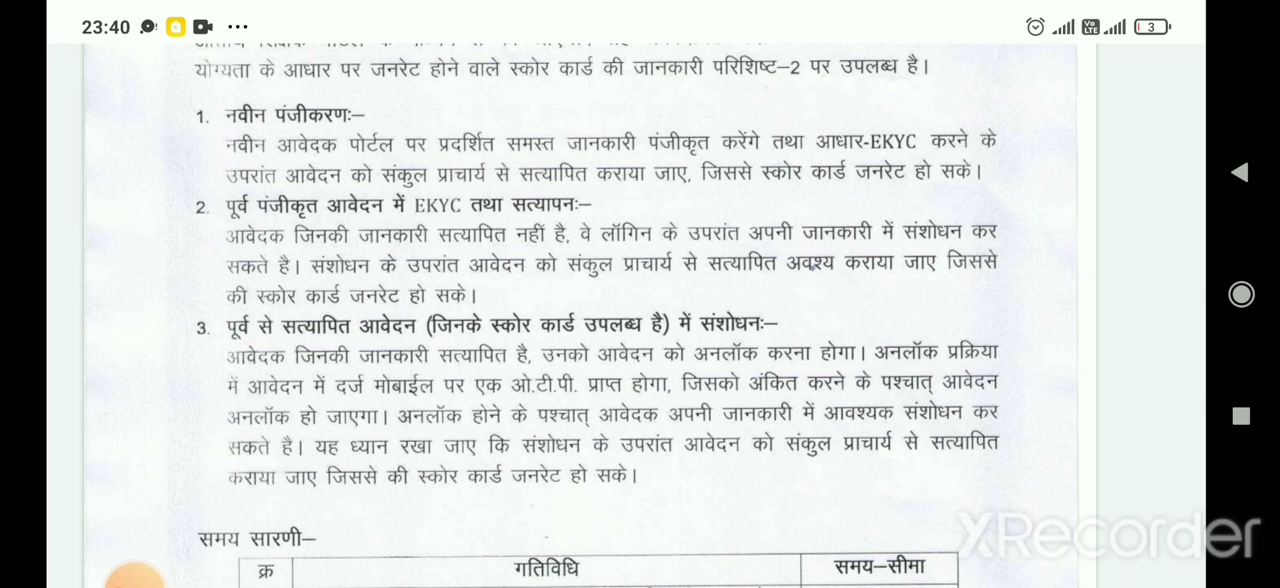 23:40
Vo LTE
3
योग्यता के आधार पर जनरेट होने वाले स्कोर कार्ड की जानकारी परिशिष्ट–2 पर उपलब्ध है।
1. नवीन पंजीकरणः–
नवीन आवेदक पोर्टल पर प्रदर्शित समस्त जानकारी पंजीकृत करेंगे तथा आधार-EKYC करने के
उपरांत आवेदन को संकुल प्राचार्य से सत्यापित कराया जाए, जिससे स्कोर कार्ड जनरेट हो सके।
2. पूर्व पंजीकृत आवेदन में EKYC तथा सत्यापनः–
आवेदक जिनकी जानकारी सत्यापित नहीं है, वे लॉगिन के उपरांत अपनी जानकारी में संशोधन कर
सकते है। संशोधन के उपरांत आवेदन को संकुल प्राचार्य से सत्यापित अवश्य कराया जाए जिससे
की स्कोर कार्ड जनरेट हो सके।
3. पूर्व से सत्यापित आवेदन (जिनके स्कोर कार्ड उपलब्ध है) में संशोधनः–
आवेदक जिनकी जानकारी सत्यापित है, उनको आवेदन को अनलॉक करना होगा। अनलॉक प्रक्रिया
में आवेदन में दर्ज मोबाईल पर एक ओ.टी.पी. प्राप्त होगा, जिसको अंकित करने के पश्चात् आवेदन
अनलॉक हो जाएगा। अनलॉक होने के पश्चात् आवेदक अपनी जानकारी में आवश्यक संशोधन कर
सकते है। यह ध्यान रखा जाए कि संशोधन के उपरांत आवेदन को संकुल प्राचार्य से सत्यापित
कराया जाए जिससे की स्कोर कार्ड जनरेट हो सके।
समय सारणी–
XRecorder
क्र गतिविधि समय–सीमा